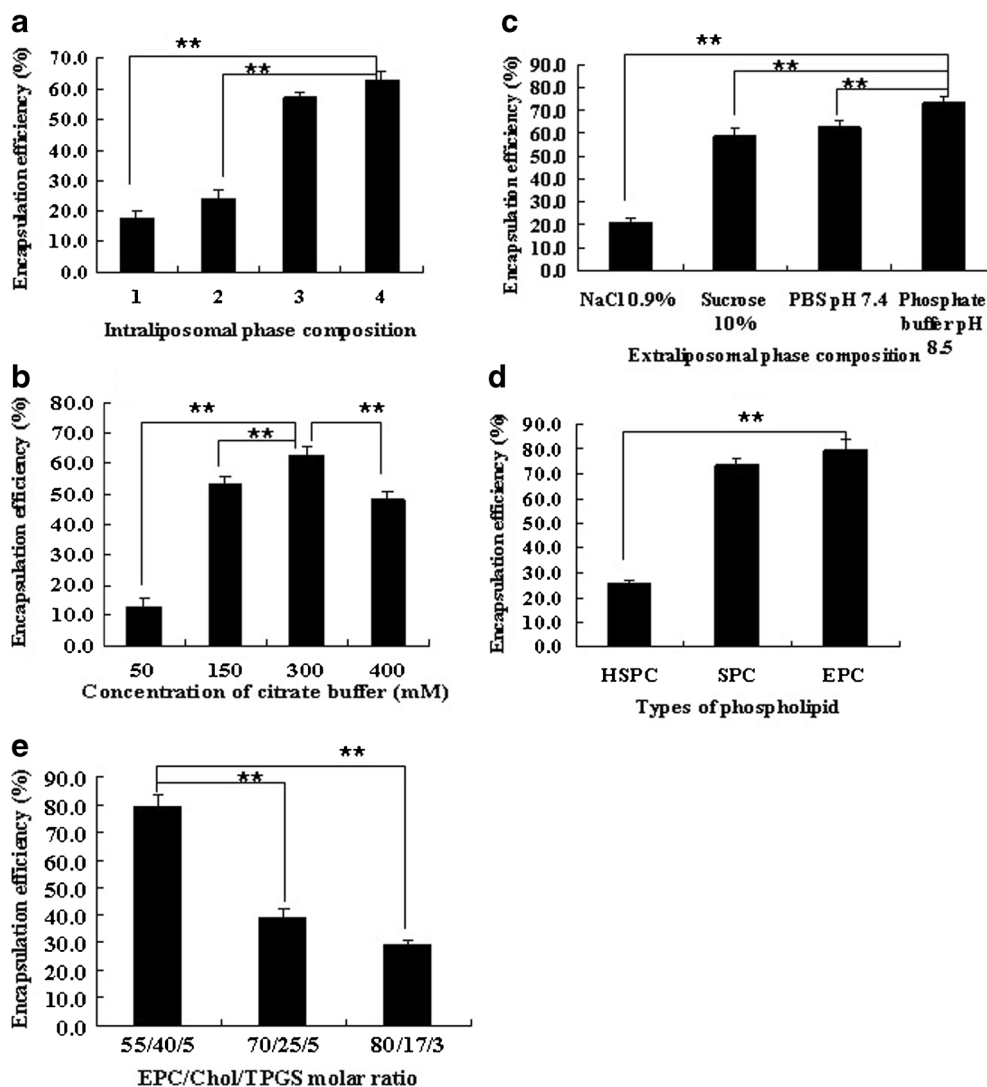 a
Encapsulation efficiency (%)
70.0
60.0
50.0
40.0
30.0
20.0
10.0
0.0
**
**
1 2 3 4
Intraliposomal phase composition
c
Encapsulation efficiency (%)
90.0
80.0
70.0
60.0
50.0
40.0
30.0
20.0
10.0
0.0
**
**
**
NaCl 0.9% Sucrose 10% PBS pH 7.4 Phosphate buffer pH 8.5
Extraliposomal phase composition
b
Encapsulation efficiency (%)
80.0
70.0
60.0
50.0
40.0
30.0
20.0
10.0
0.0
**
**
**
50 150 300 400
Concentration of citrate buffer (mM)
d
Encapsulation efficiency (%)
90.0
80.0
70.0
60.0
50.0
40.0
30.0
20.0
10.0
0.0
**
HSPC SPC EPC
Types of phospholipid
e
Encapsulation efficiency (%)
90.0
80.0
70.0
60.0
50.0
40.0
30.0
20.0
10.0
0.0
**
**
55/40/5 70/25/5 80/17/3
EPC/Chol/TPGS molar ratio